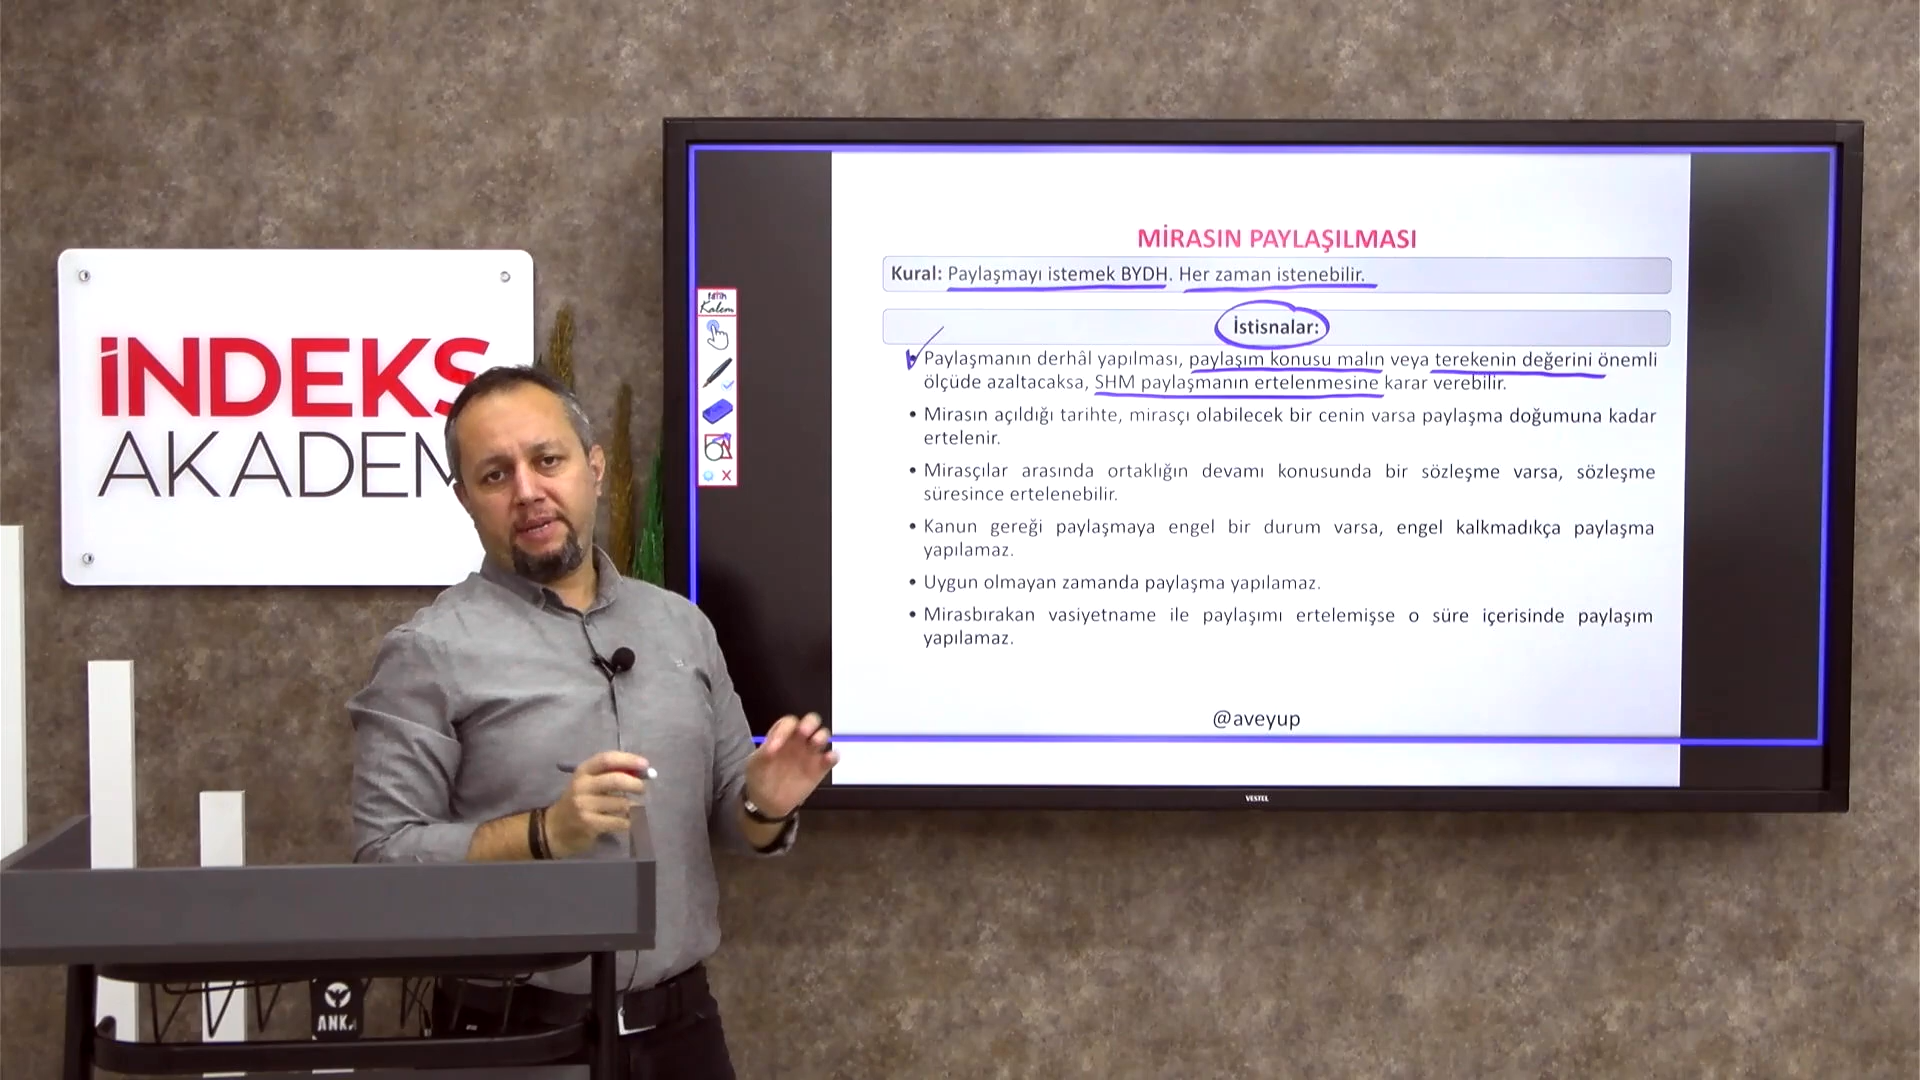 İNDEKS
AKADEM
MİRASIN PAYLAŞILMASI
Kural: Paylaşmayı istemek BYDH. Her zaman istenebilir.
İstisnalar:
Paylaşmanın derhâl yapılması, paylaşım konusu malın veya terekenin değerini önemli
ölçüde azaltacaksa, SHM paylaşmanın ertelenmesine karar verebilir.
• Mirasın açıldığı tarihte, mirasçı olabilecek bir cenin varsa paylaşma doğumuna kadar
ertelenir.
• Mirasçılar arasında ortaklığın devamı konusunda bir sözleşme varsa, sözleşme
süresince ertelenebilir.
• Kanun gereği paylaşmaya engel bir durum varsa, engel kalkmadıkça paylaşma
yapılamaz.
• Uygun olmayan zamanda paylaşma yapılamaz.
• Mirasbırakan vasiyetname ile paylaşımı ertelemişse o süre içerisinde paylaşım
yapılamaz.
@aveyup
Kalem
VESTEL
ANKA